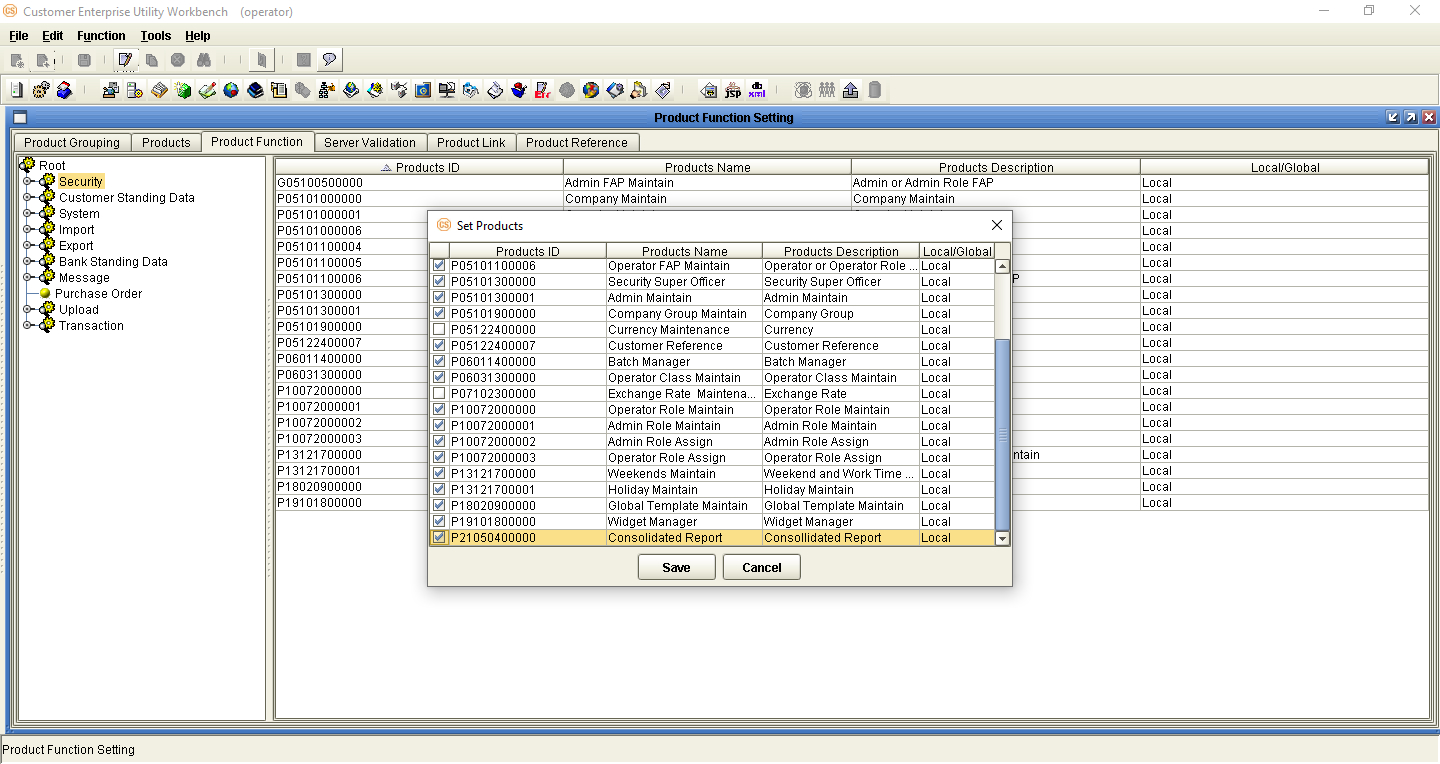 CS Customer Enterprise Utility Workbench (operator)
File Edit Function Tools Help
JSP xml
Product Function Setting
Product Grouping Products Product Function Server Validation Product Link Product Reference
Root
Security
Customer Standing Data
System
Import
Export
Bank Standing Data
Message
Purchase Order
Upload
Transaction
Products ID Products Name Products Description Local/Global
G05100500000 Admin FAP Maintain Admin or Admin Role FAP Local
P05101000000 Company Maintain Company Maintain Local
P05101000001 Local
P05101000006 Local
P05101100004 Local
P05101100005 Local
P05101100006 P Local
P05101300000 Local
P05101300001 Local
P05101900000 Local
P05122400007 Local
P06011400000 Local
P06031300000 Local
P10072000000 Local
P10072000001 Local
P10072000002 Local
P10072000003 Local
P13121700000 ntain Local
P13121700001 Local
P18020900000 Local
P19101800000 Local
CS Set Products
Products ID Products Name Products Description Local/Global
P05101100006 Operator FAP Maintain Operator or Operator Role ... Local
P05101300000 Security Super Officer Security Super Officer Local
P05101300001 Admin Maintain Admin Maintain Local
P05101900000 Company Group Maintain Company Group Local
P05122400000 Currency Maintenance Currency Local
P05122400007 Customer Reference Customer Reference Local
P06011400000 Batch Manager Batch Manager Local
P06031300000 Operator Class Maintain Operator Class Maintain Local
P07102300000 Exchange Rate Maintena... Exchange Rate Local
P10072000000 Operator Role Maintain Operator Role Maintain Local
P10072000001 Admin Role Maintain Admin Role Maintain Local
P10072000002 Admin Role Assign Admin Role Assign Local
P10072000003 Operator Role Assign Operator Role Assign Local
P13121700000 Weekends Maintain Weekend and Work Time ... Local
P13121700001 Holiday Maintain Holiday Maintain Local
P18020900000 Global Template Maintain Global Template Maintain Local
P19101800000 Widget Manager Widget Manager Local
P21050400000 Consolidated Report Consollidated Report Local
Save Cancel
Product Function Setting